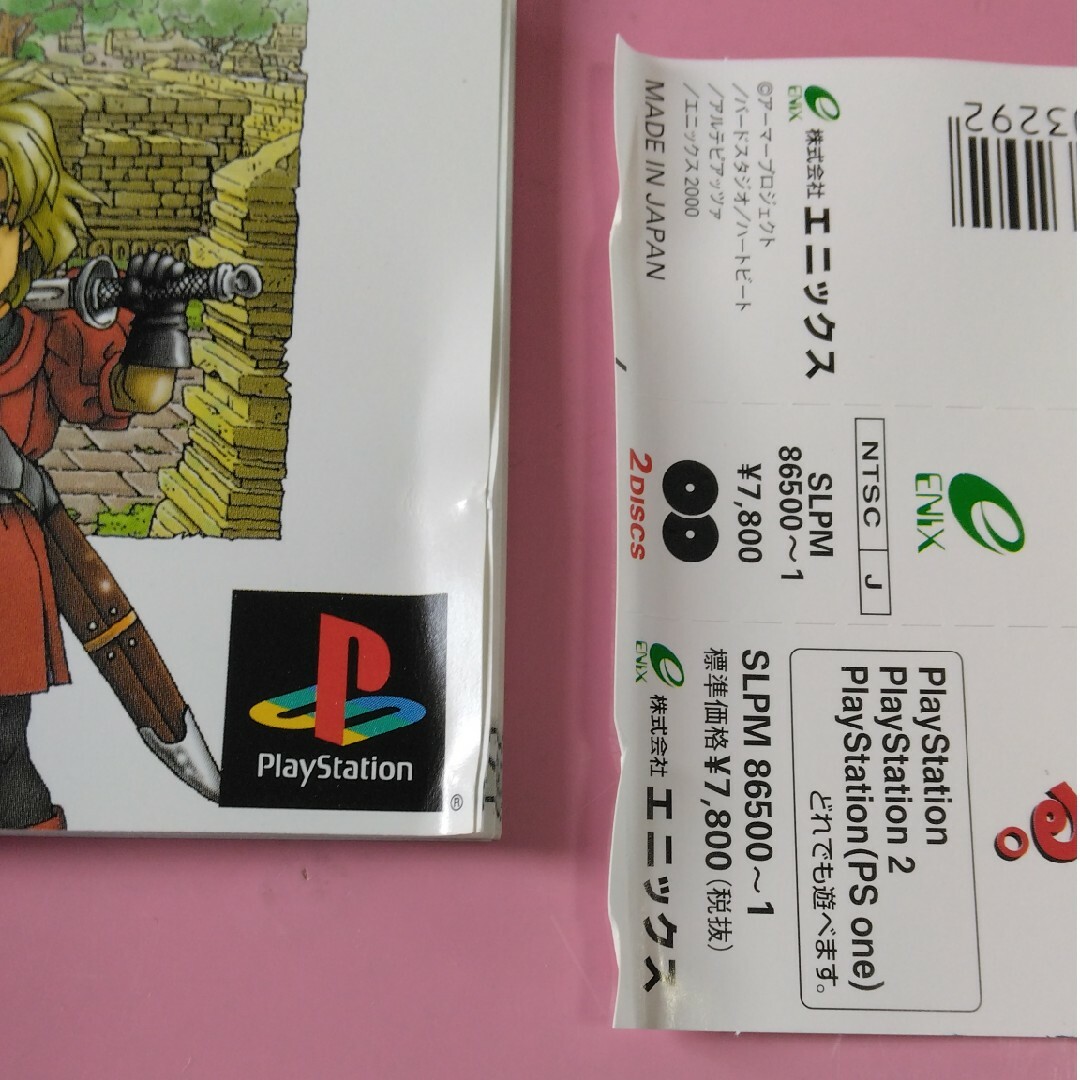 PlayStation
®
ENIX
株式会社 エニックス
©アーマープロジェクト
/バードスタジオ/ハートビート
/アルテピアッツァ
/エニックス2000
MADE IN JAPAN
3292
ENIX
NTSC J
SLPM
86500~1
¥7,800
2DISCS
PlayStation
PlayStation 2
PlayStation(PS one)
どれでも遊べます。
SLPM 86500~1
標準価格¥7,800(税抜)
ENIX
株式会社 エニックス